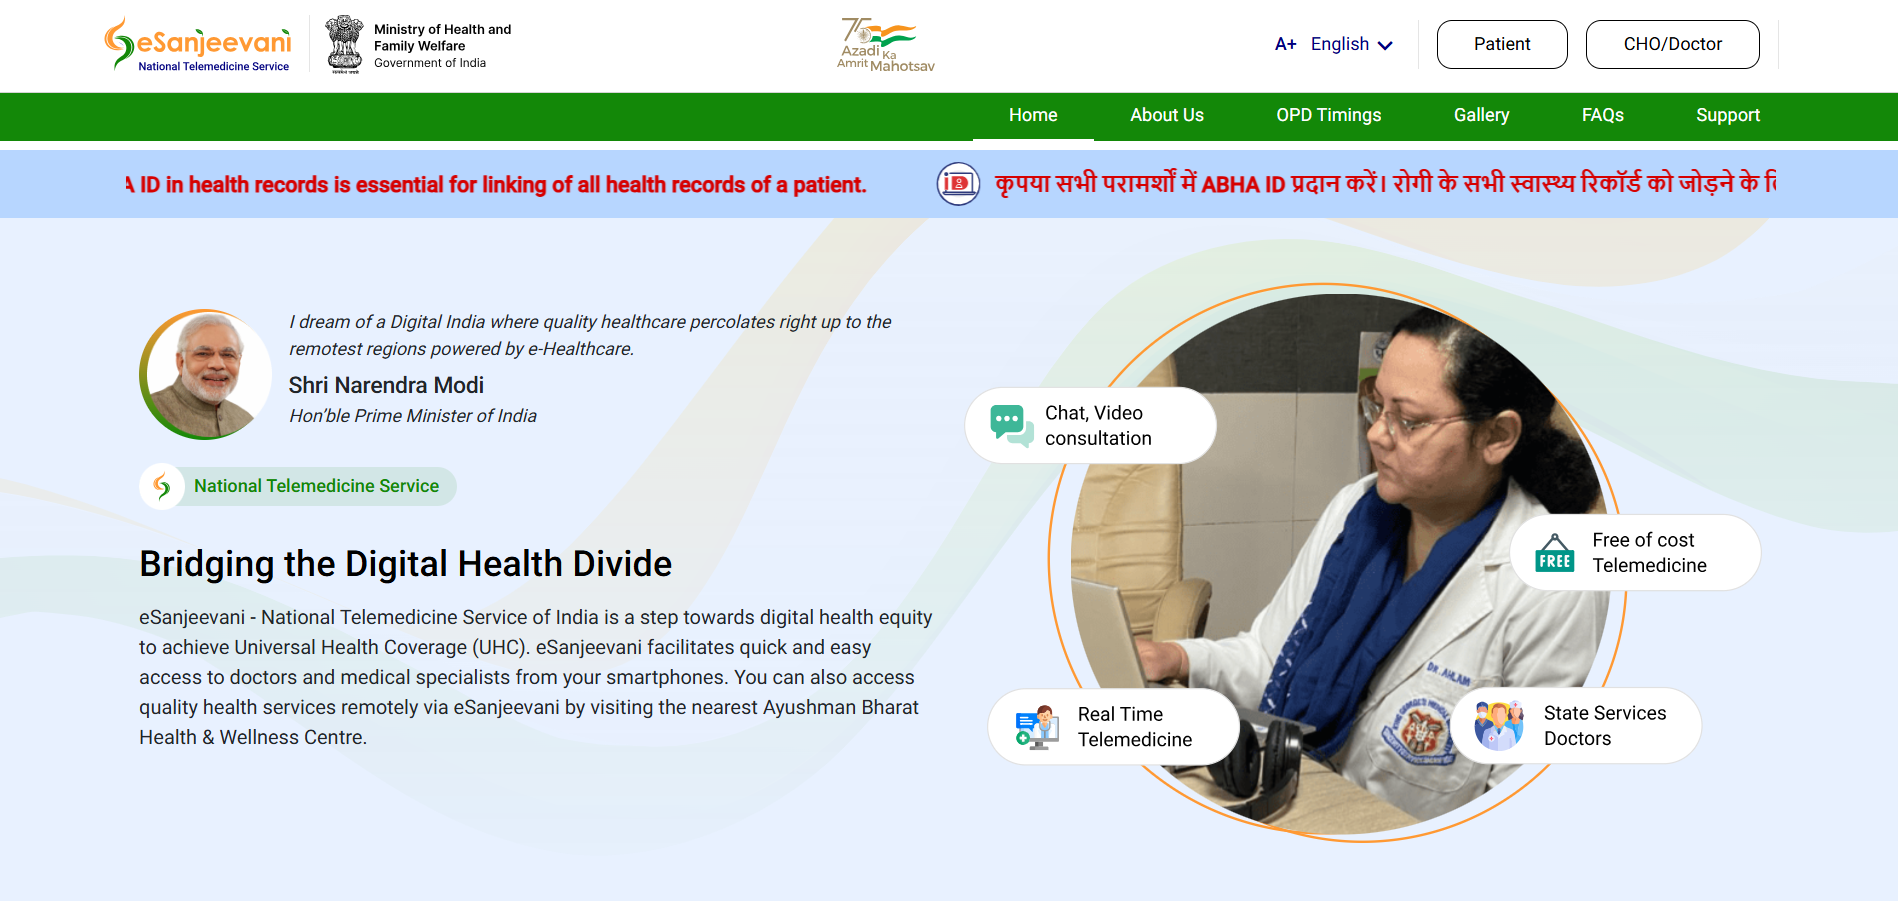 eSanjeevani
National Telemedicine Service
Ministry of Health and
Family Welfare
Government of India
सत्यमेव जयते
75
Azadi Ka
Amrit Mahotsav
A+ English
Patient
CHO/Doctor
Home
About Us
OPD Timings
Gallery
FAQs
Support
ID in health records is essential for linking of all health records of a patient.
कृपया सभी परामर्शों में ABHA ID प्रदान करें। रोगी के सभी स्वास्थ्य रिकॉर्ड को जोड़ने के
I dream of a Digital India where quality healthcare percolates right up to the
remotest regions powered by e-Healthcare.
Shri Narendra Modi
Hon’ble Prime Minister of India
National Telemedicine Service
Bridging the Digital Health Divide
eSanjeevani - National Telemedicine Service of India is a step towards digital health equity
to achieve Universal Health Coverage (UHC). eSanjeevani facilitates quick and easy
access to doctors and medical specialists from your smartphones. You can also access
quality health services remotely via eSanjeevani by visiting the nearest Ayushman Bharat
Health & Wellness Centre.
Chat, Video
consultation
FREE
Free of cost
Telemedicine
DR. AHLAM
Real Time
Telemedicine
State Services
Doctors